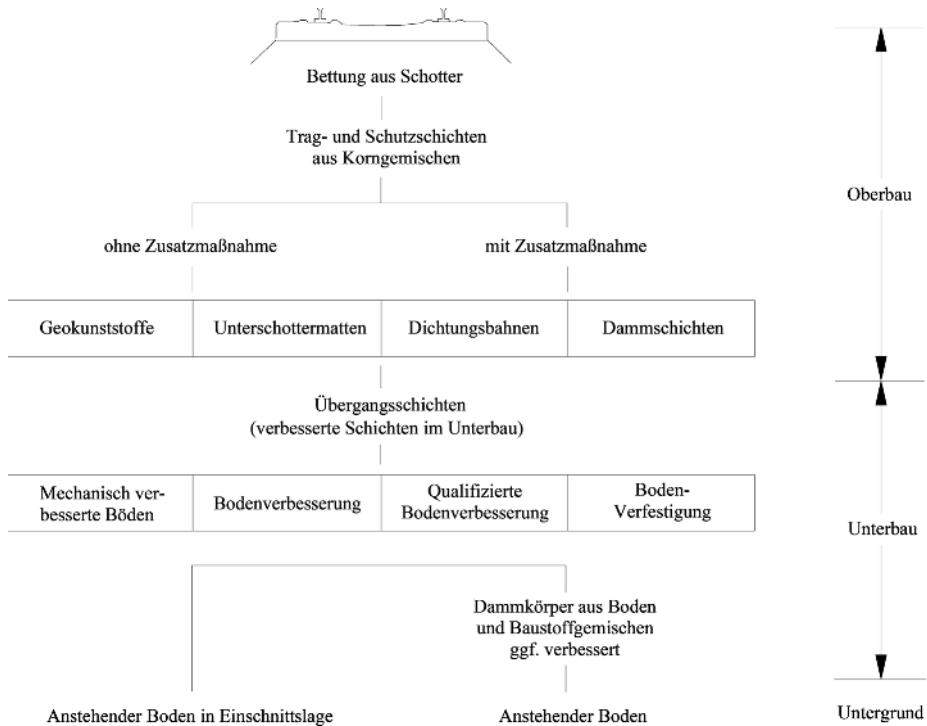 Bettung aus Schotter
Trag- und Schutzschichten
aus Korngemischen
Oberbau
ohne Zusatzmaßnahme
mit Zusatzmaßnahme
Geokunststoffe
Unterschottermatten
Dichtungsbahnen
Dammschichten
Übergangsschichten
(verbesserte Schichten im Unterbau)
Mechanisch ver-
besserte Böden
Bodenverbesserung
Qualifizierte
Bodenverbesserung
Boden-
Verfestigung
Unterbau
Dammkörper aus Boden
und Baustoffgemischen
ggf. verbessert
Anstehender Boden in Einschnittslage
Anstehender Boden
Untergrund